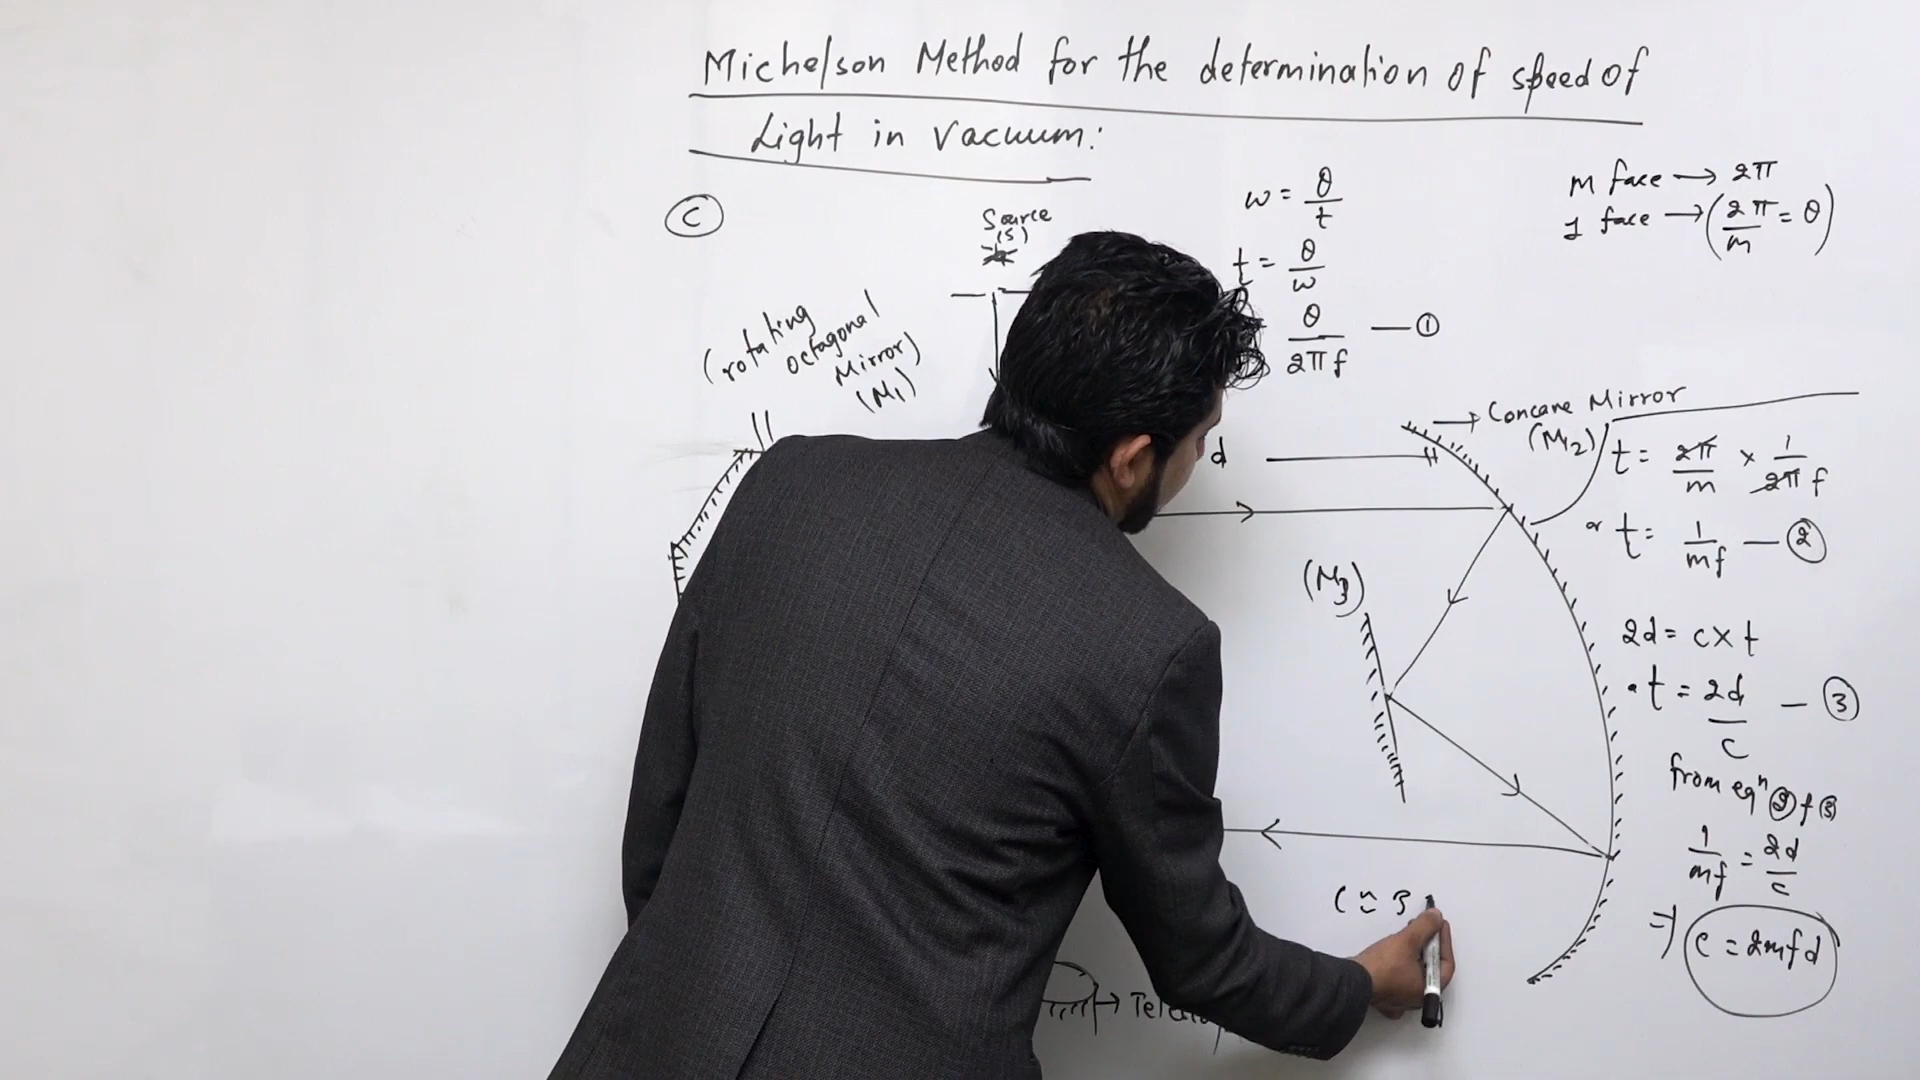 Michelson Method for the determination of speed of
Light in Vacuum:
C
Source
(S)
(rotating
octagonal
Mirror)
(M1)
ω = θ/t
t = θ/ω
θ/2πf — ①
m face → 2π
1 face → (2π/m = θ)
d
→ Concave Mirror
(M2)
t = 2π/m × 1/2πf
or t = 1/mf — ②
(M3)
2d = c×t
t = 2d/c — ③
from eqⁿ ② & ③
1/mf = 2d/c
⇒ c = 2mfd
C ≈ 3
→